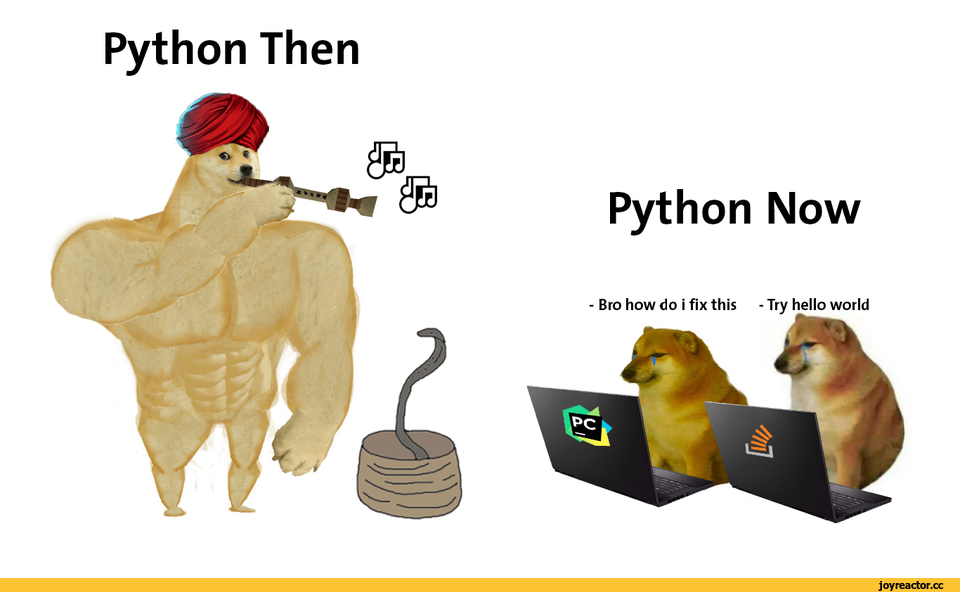 Python Then
Python Now
- Bro how do i fix this - Try hello world
PC
joyreactor.cc